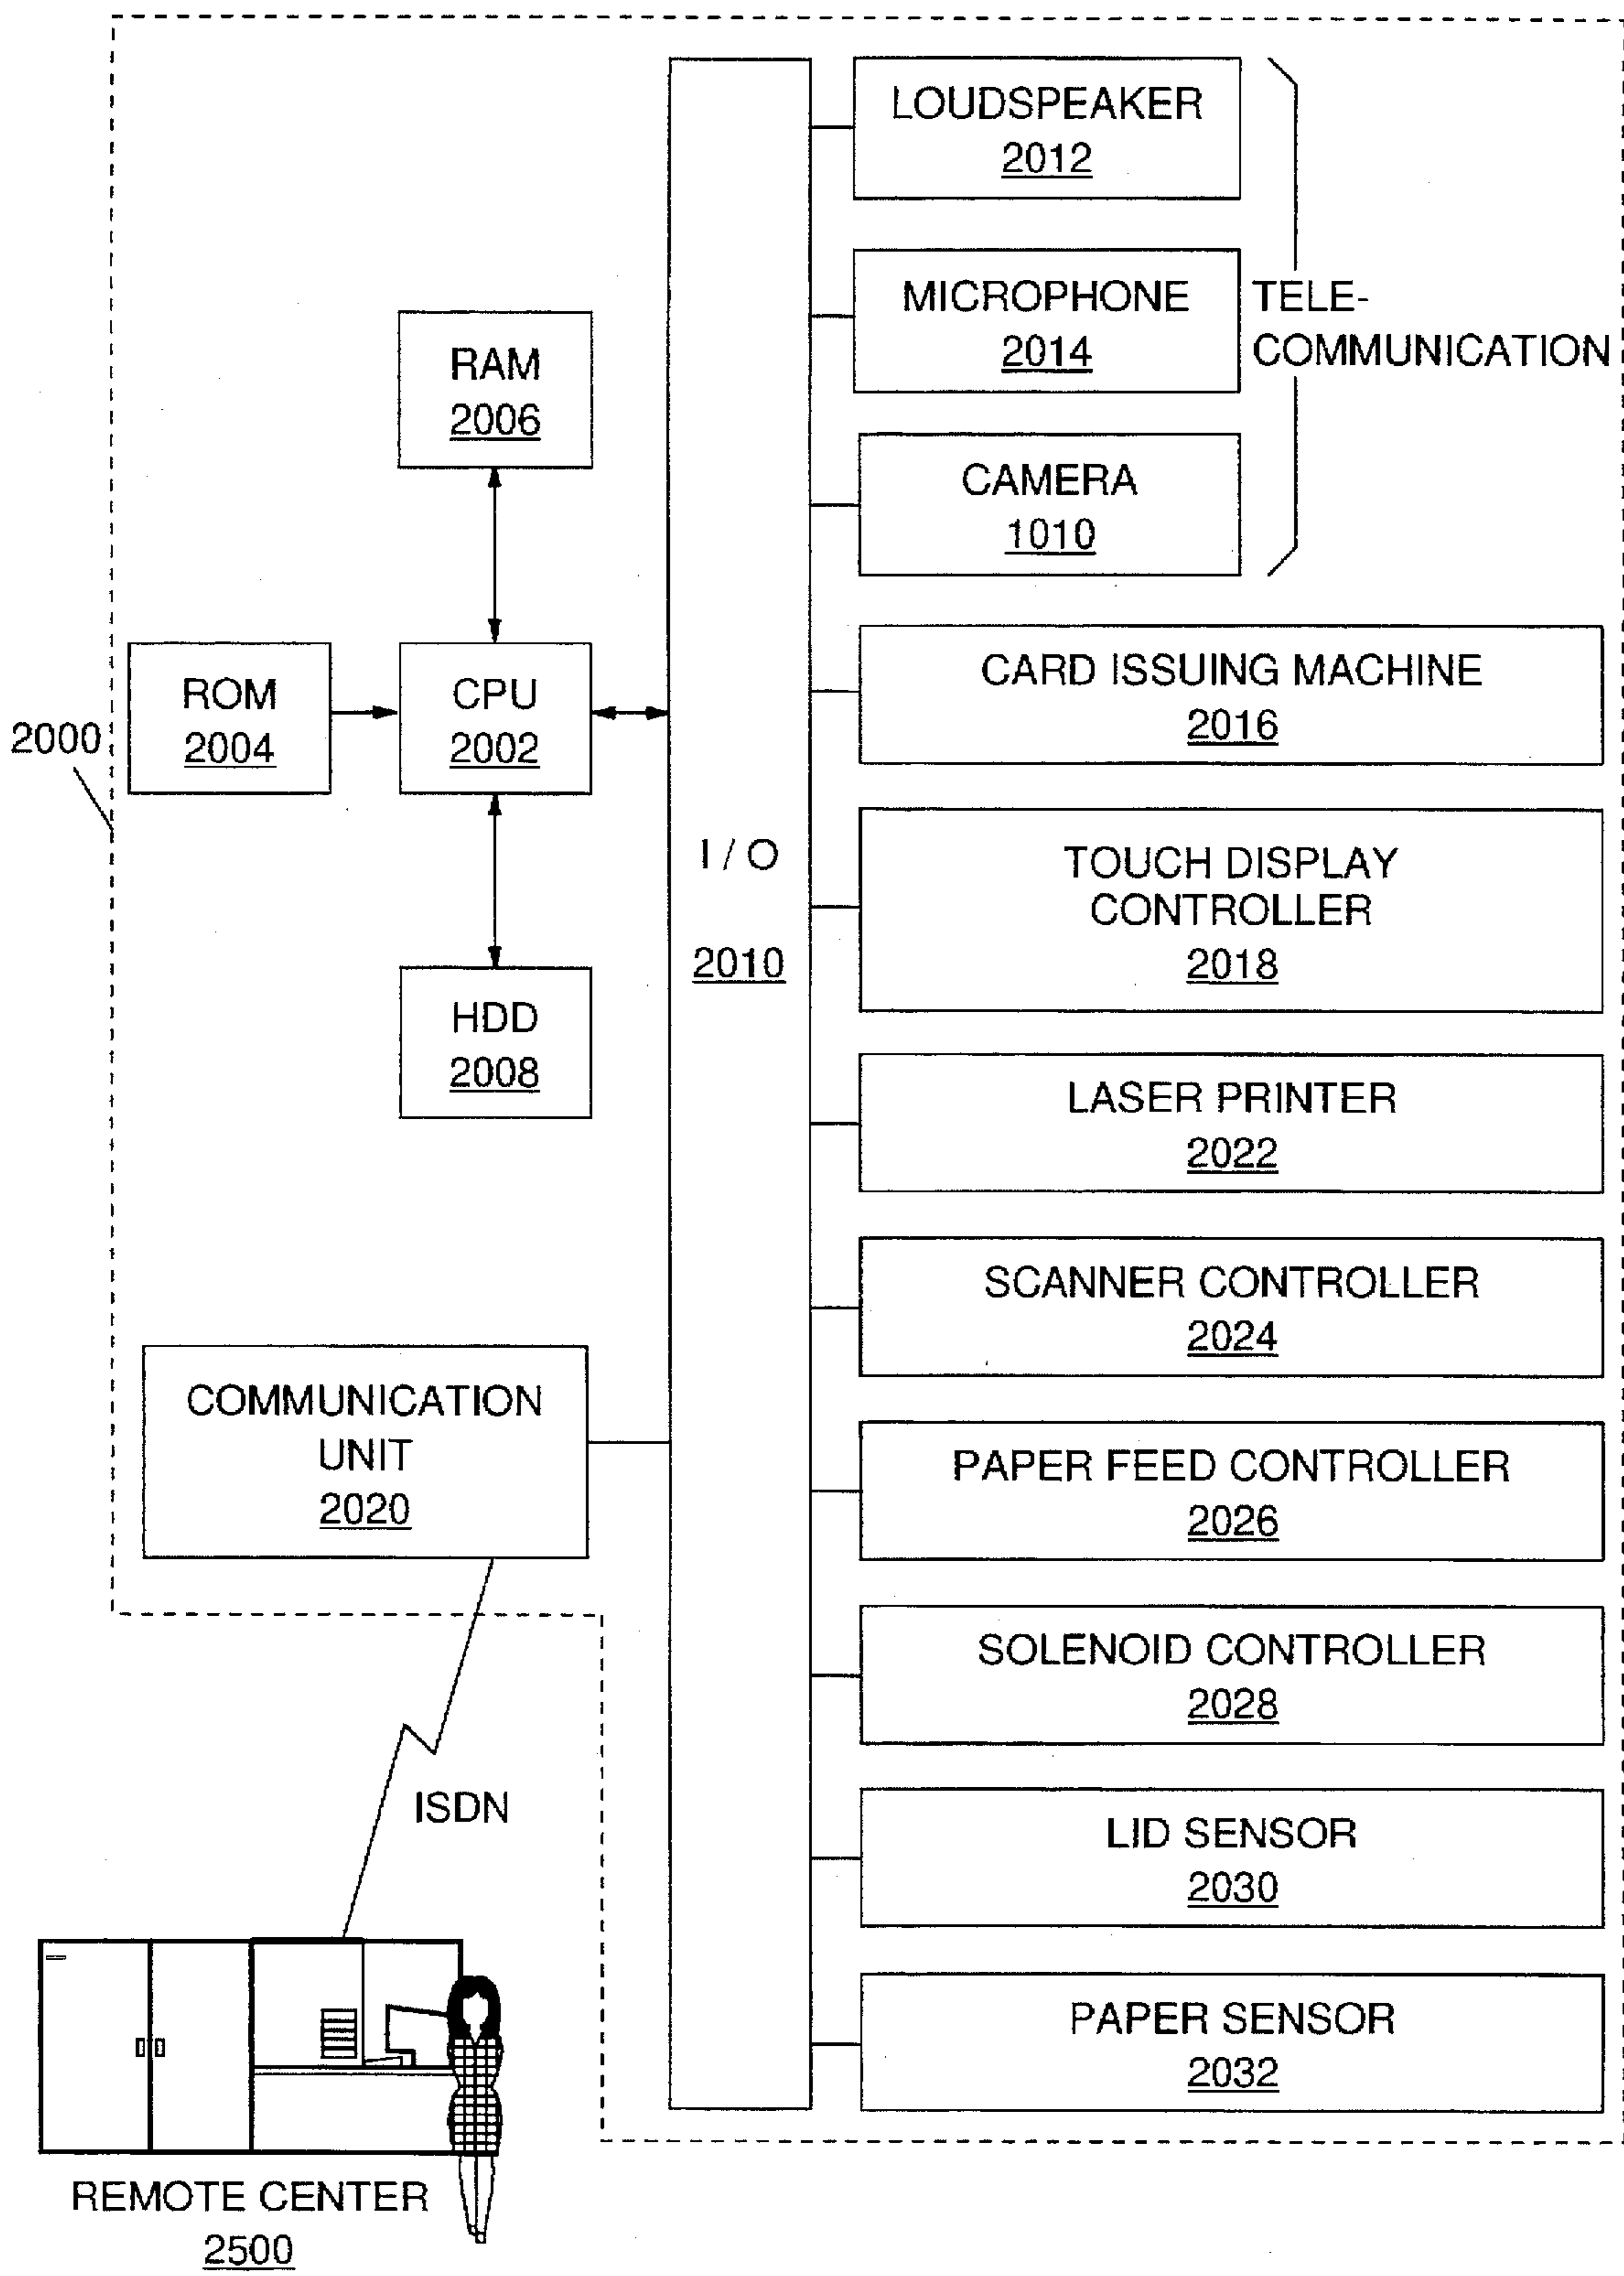 LOUDSPEAKER
2012
MICROPHONE
2014
TELE-
COMMUNICATION
CAMERA
1010
RAM
2006
ROM
2004
CPU
2002
2000
HDD
2008
I / O
2010
CARD ISSUING MACHINE
2016
TOUCH DISPLAY
CONTROLLER
2018
LASER PRINTER
2022
SCANNER CONTROLLER
2024
COMMUNICATION
UNIT
2020
PAPER FEED CONTROLLER
2026
SOLENOID CONTROLLER
2028
ISDN
LID SENSOR
2030
PAPER SENSOR
2032
REMOTE CENTER
2500